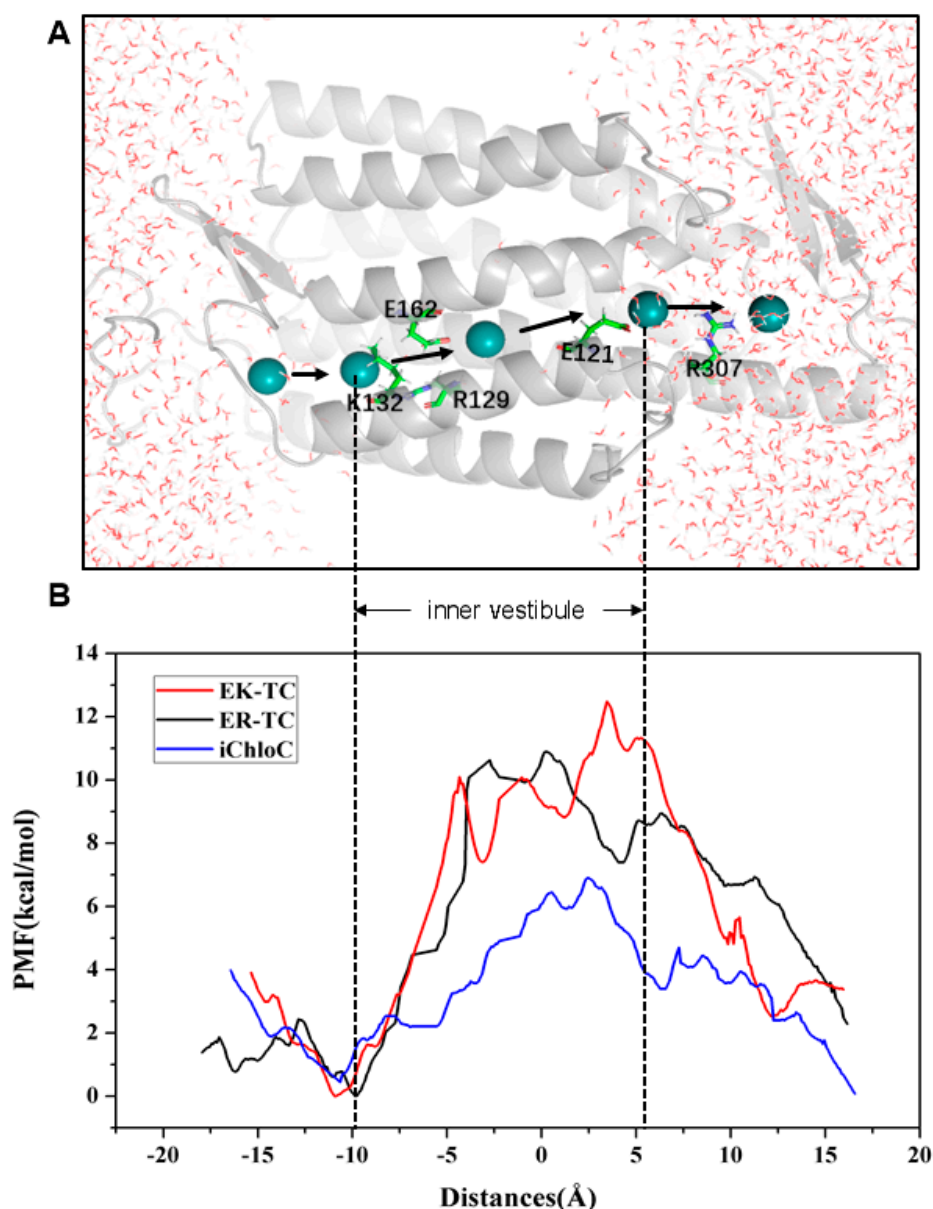 A
E162
E121
R307
K132
R129
B
inner vestibule
14
12
10
8
6
4
2
0
EK-TC
ER-TC
iChloC
PMF(kcal/mol)
-20
-15
-10
-5
0
5
10
15
20
Distances(Å)